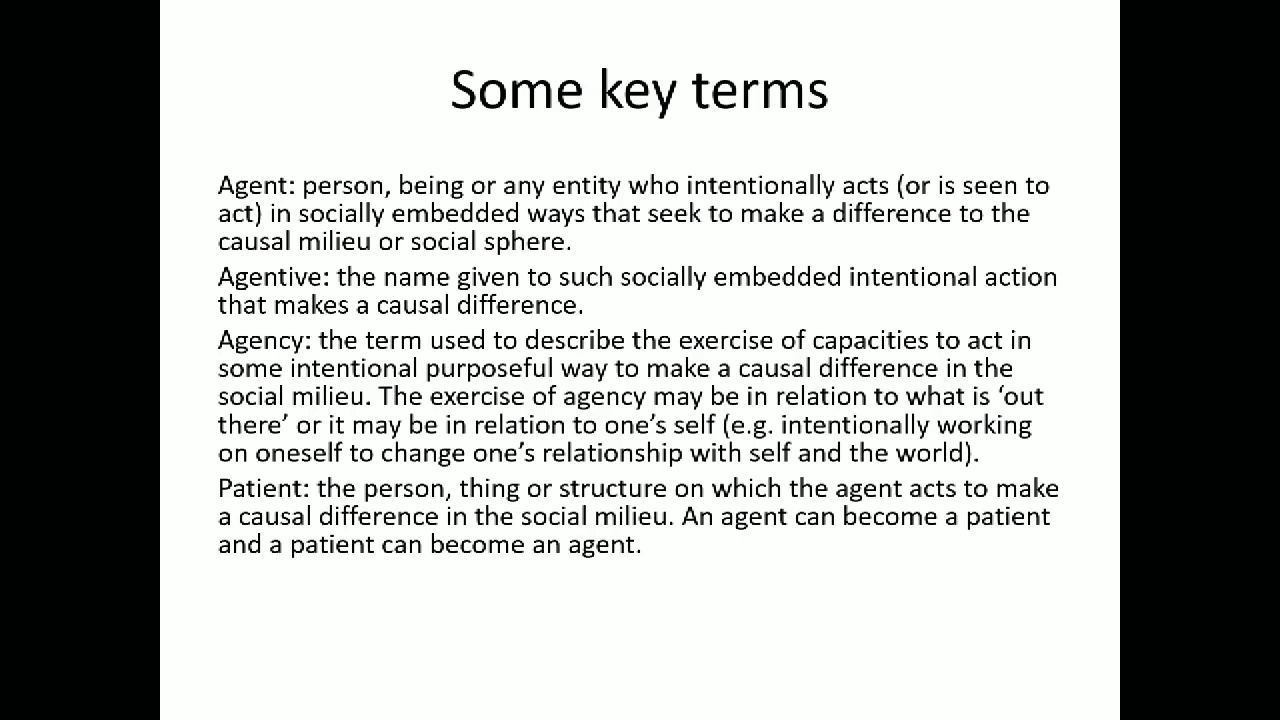 Some key terms
Agent: person, being or any entity who intentionally acts (or is seen to
act) in socially embedded ways that seek to make a difference to the
causal milieu or social sphere.
Agentive: the name given to such socially embedded intentional action
that makes a causal difference.
Agency: the term used to describe the exercise of capacities to act in
some intentional purposeful way to make a causal difference in the
social milieu. The exercise of agency may be in relation to what is ‘out
there’ or it may be in relation to one’s self (e.g. intentionally working
on oneself to change one’s relationship with self and the world).
Patient: the person, thing or structure on which the agent acts to make
a causal difference in the social milieu. An agent can become a patient
and a patient can become an agent.